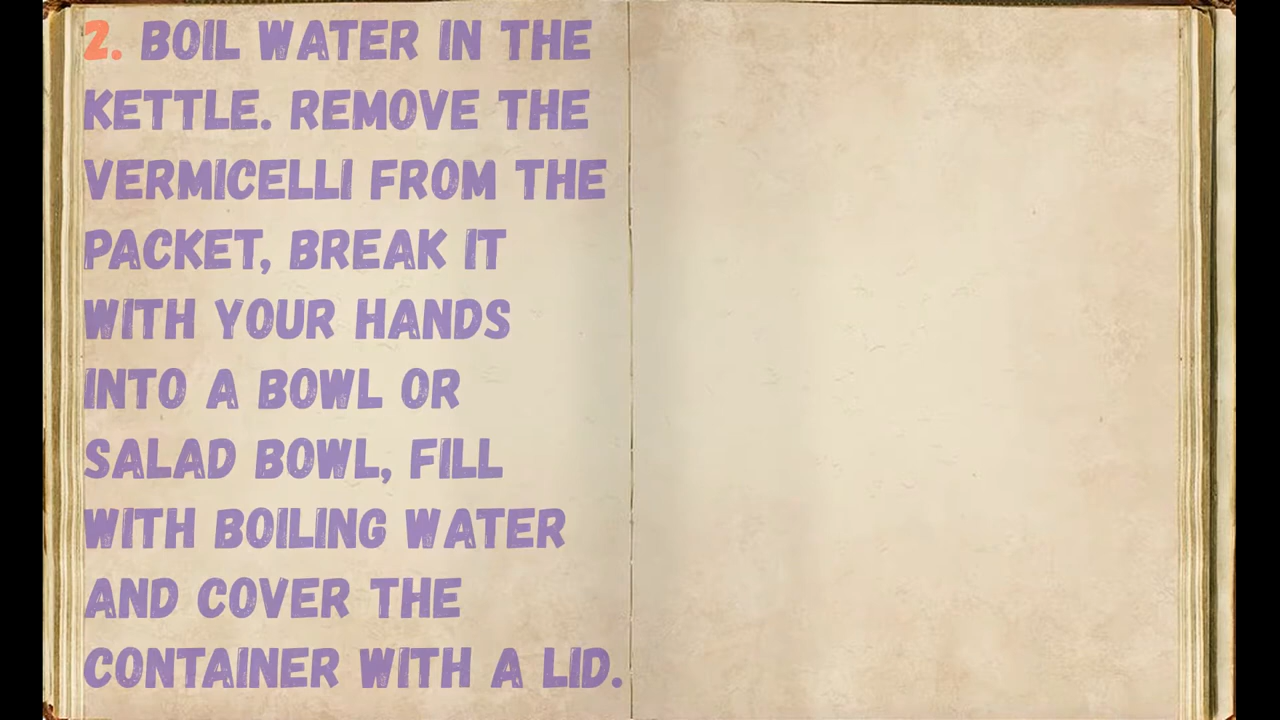 2. BOIL WATER IN THE
KETTLE. REMOVE THE
VERMICELLI FROM THE
PACKET, BREAK IT
WITH YOUR HANDS
INTO A BOWL OR
SALAD BOWL, FILL
WITH BOILING WATER
AND COVER THE
CONTAINER WITH A LID.